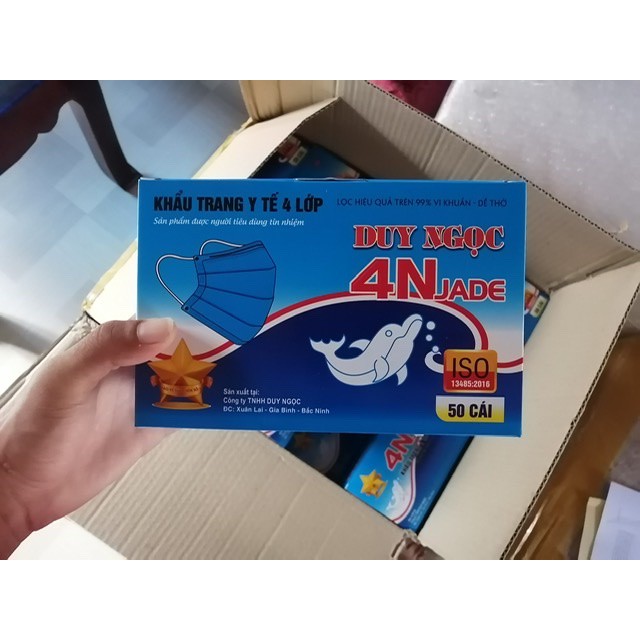 KHẨU TRANG Y TẾ 4 LỚP
Sản phẩm được người tiêu dùng tin nhiệm
LỌC HIỆU QUẢ TRÊN 99% VI KHUẨN - DỄ THỞ
DUY NGỌC
4NJADE
ISO
13485:2016
50 CÁI
Sản xuất tại:
Công ty TNHH DUY NGỌC
ĐC: Xuân Lai - Gia Bình - Bắc Ninh
4N